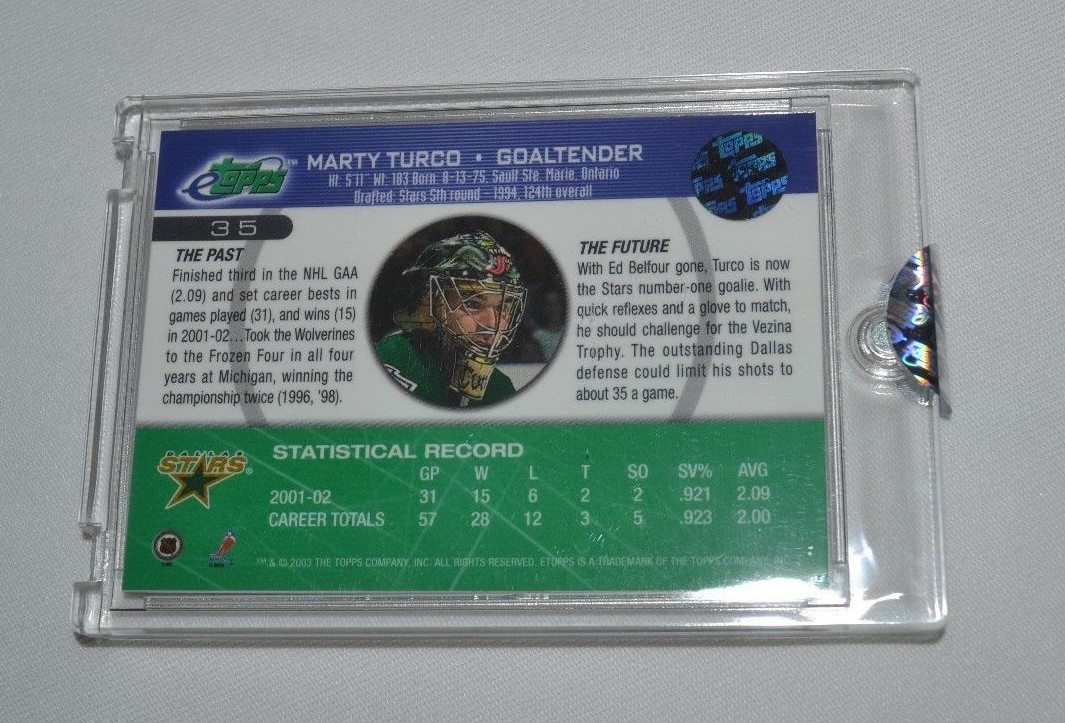 etopps™ MARTY TURCO • GOALTENDER
Ht. 5'11" Wt. 183 Born 8-13-75, Sault Ste. Marie, Ontario
Drafted: Stars 5th round—1994, 124th overall
TOPPS
35
THE PAST
Finished third in the NHL GAA
(2.09) and set career bests in
games played (31), and wins (15)
in 2001-02... Took the Wolverines
to the Frozen Four in all four
years at Michigan, winning the
championship twice (1996, '98).
THE FUTURE
With Ed Belfour gone, Turco is now
the Stars number-one goalie. With
quick reflexes and a glove to match,
he should challenge for the Vezina
Trophy. The outstanding Dallas
defense could limit his shots to
about 35 a game.
STARS®
STATISTICAL RECORD
GP W L T SO SV% AVG
2001-02 31 15 6 2 2 .921 2.09
CAREER TOTALS 57 28 12 3 5 .923 2.00
™ & © 2003 THE TOPPS COMPANY, INC. ALL RIGHTS RESERVED. ETOPPS IS A TRADEMARK OF THE TOPPS COMPANY, INC.